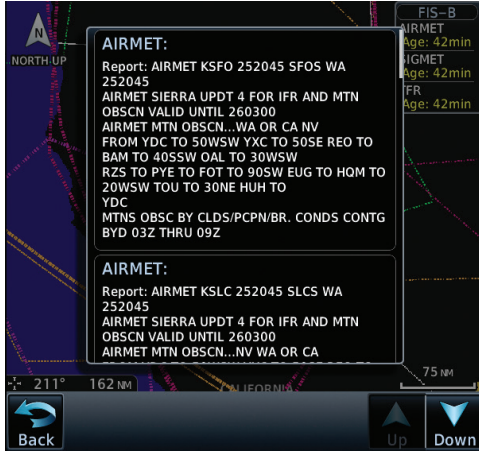 FIS-B
AIRMET
Age: 42min
SIGMET
Age: 42min
TFR
Age: 42min
N
NORTH UP
AIRMET:
Report: AIRMET KSFO 252045 SFOS WA
252045
AIRMET SIERRA UPDT 4 FOR IFR AND MTN
OBSCN VALID UNTIL 260300
AIRMET MTN OBSCN...WA OR CA NV
FROM YDC TO 50WSW YXC TO 50SE REO TO
BAM TO 40SSW OAL TO 30WSW
RZS TO PYE TO FOT TO 90SW EUG TO HQM TO
20WSW TOU TO 30NE HUH TO
YDC
MTNS OBSC BY CLDS/PCPN/BR. CONDS CONTG
BYD 03Z THRU 09Z
AIRMET:
Report: AIRMET KSLC 252045 SLCS WA
252045
AIRMET SIERRA UPDT 4 FOR IFR AND MTN
OBSCN VALID UNTIL 260300
AIRMET MTN OBSCN...NV WA OR CA
211° 162 NM
CALIFORNIA
75 NM
Back
Up
Down